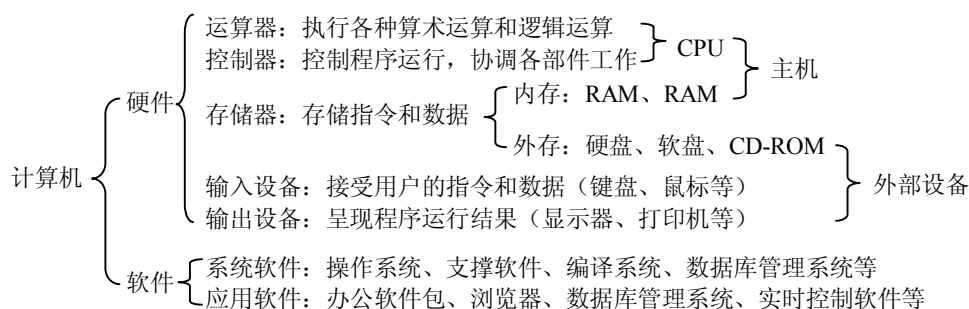 运算器：执行各种算术运算和逻辑运算
控制器：控制程序运行，协调各部件工作
CPU
主机
硬件
存储器：存储指令和数据
内存：RAM、RAM
外存：硬盘、软盘、CD-ROM
计算机
输入设备：接受用户的指令和数据（键盘、鼠标等）
输出设备：呈现程序运行结果（显示器、打印机等）
外部设备
软件
系统软件：操作系统、支撑软件、编译系统、数据库管理系统等
应用软件：办公软件包、浏览器、数据库管理系统、实时控制软件等